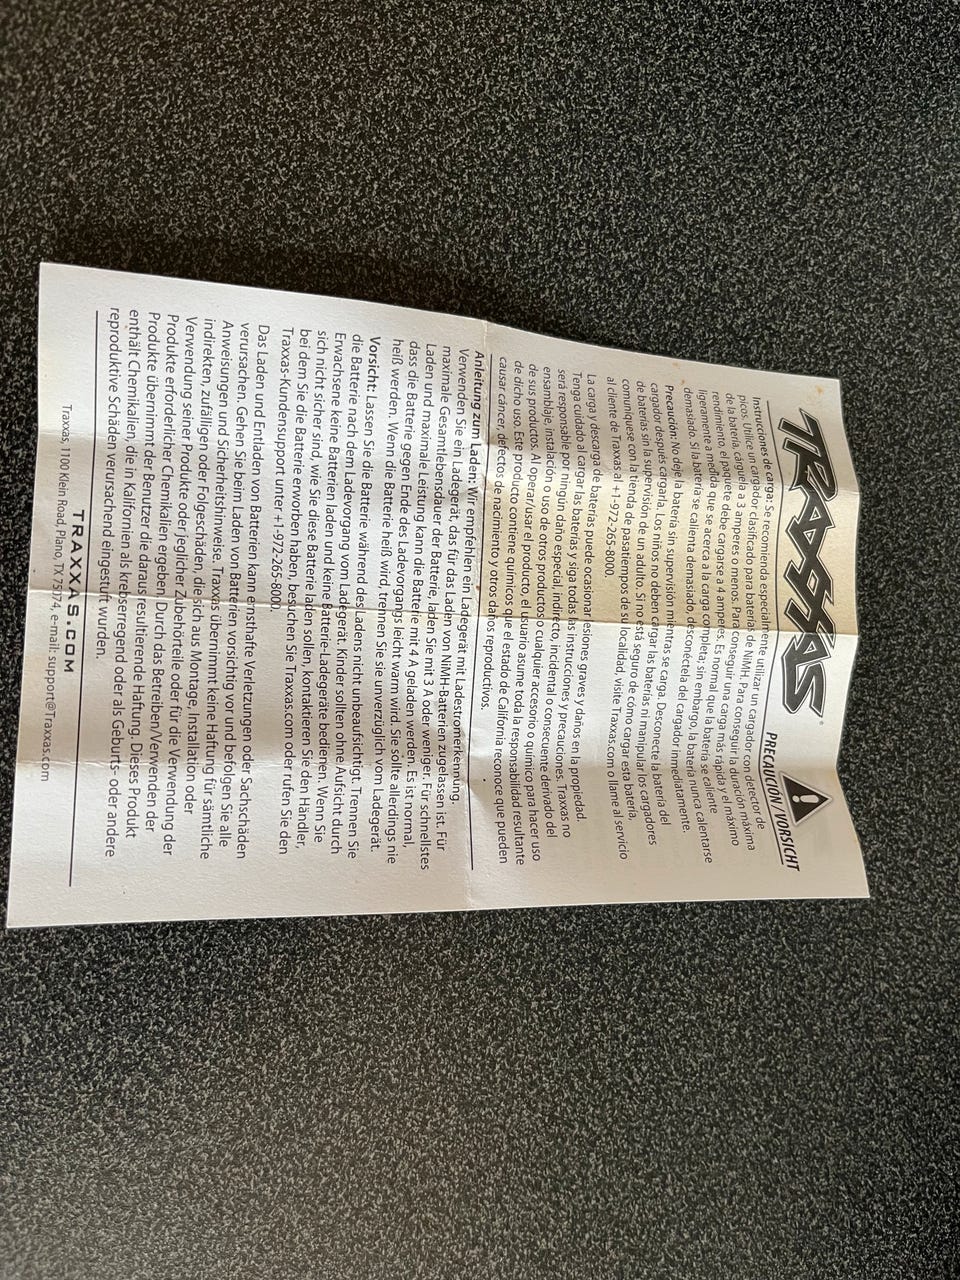 TRAXXAS®
PRECAUCIÓN/VORSICHT
Instrucciones de carga: Se recomienda especialmente utilizar un cargador con detector de
picos. Utilice un cargador clasificado para batería de NiMH. Para conseguir la duración máxima
de la batería, cárguela a 3 amperes o menos. Para conseguir una carga más rápida y el máximo
rendimiento, el paquete debe cargarse a 4 amperes. Es normal que la batería se caliente
ligeramente a medida que se acerca a la carga completa; sin embargo, la batería nunca calentarse
demasiado. Si la batería se calienta demasiado, desconéctela del cargador inmediatamente.
Precaución: No deje la batería sin supervisión mientras se carga. Desconecte la batería del
cargador después cargarla. Los niños no deben cargar las baterías ni manipular los cargadores
de baterías sin la supervisión de un adulto. Si no está seguro de cómo cargar esta batería,
comuníquese con la tienda de pasatiempos de su localidad, visite Traxxas.com o llame al servicio
al cliente de Traxxas al +1-972-265-8000.
La carga y descarga de baterías puede ocasionar lesiones graves y daños en la propiedad.
Tenga cuidado al cargar las baterías y siga todas las instrucciones y precauciones. Traxxas no
será responsable por ningún daño especial, indirecto, incidental o consecuente derivado del
ensamblaje, instalación o uso de otros productos o cualquier accesorio o químico para hacer uso
de sus productos. Al operar/usar el producto, el usuario asume toda la responsabilidad resultante
de dicho uso. Este producto contiene químicos que el estado de California reconoce que pueden
causar cáncer, defectos de nacimiento y otros daños reproductivos.
Anleitung zum Laden: Wir empfehlen ein Ladegerät mit Ladestromerkennung.
Verwenden Sie ein Ladegerät, das für das Laden von NiMH-Batterien zugelassen ist. Für
maximale Gesamtlebensdauer der Batterie, laden Sie mit 3 A oder weniger. Für schnellstes
Laden und maximale Leistung kann die Batterie mit 4 A geladen werden. Es ist normal,
dass die Batterie gegen Ende des Ladevorgangs leicht warm wird. Sie sollte allerdings nie
heiß werden. Wenn die Batterie heiß wird, trennen Sie sie unverzüglich vom Ladegerät.
Vorsicht: Lassen Sie die Batterie während des Ladens nicht unbeaufsichtigt. Trennen Sie
die Batterie nach dem Ladevorgang vom Ladegerät. Kinder sollten ohne Aufsicht durch
Erwachsene keine Batterien laden und keine Batterie-Ladegeräte bedienen. Wenn Sie
sich nicht sicher sind, wie Sie diese Batterie laden sollen, kontaktieren Sie den Händler,
bei dem Sie die Batterie erworben haben, besuchen Sie Traxxas.com oder rufen Sie den
Traxxas-Kundensupport unter +1-972-265-8000.
Das Laden und Entladen von Batterien kann ernsthafte Verletzungen oder Sachschäden
verursachen. Gehen Sie beim Laden von Batterien vorsichtig vor und befolgen Sie alle
Anweisungen und Sicherheitshinweise. Traxxas übernimmt keine Haftung für sämtliche
indirekten, zufälligen oder Folgeschäden, die sich aus Montage, Installation oder
Verwendung seiner Produkte oder jeglicher Zubehörteile oder für die Verwendung der
Produkte erforderlicher Chemikalien ergeben. Durch das Betreiben/Verwenden der
Produkte übernimmt der Benutzer die daraus resultierende Haftung. Dieses Produkt
enthält Chemikalien, die in Kalifornien als krebserregend oder als Geburts- oder andere
reproduktive Schäden verursachend eingestuft wurden.
TRAXXAS.COM
Traxxas, 1100 Klein Road, Plano, TX 75074, e-mail: support@Traxxas.com